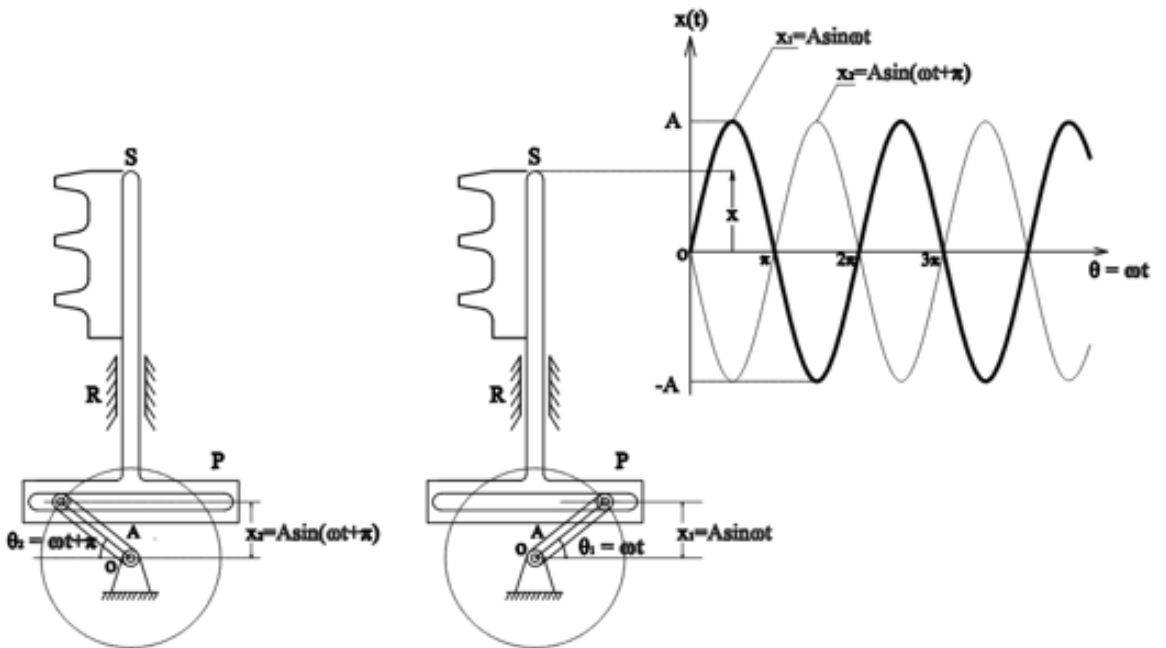 x(t)
x₁=Asinωt
x₂=Asin(ωt+π)
A
S
S
x
o
π
2π
3π
θ = ωt
-A
R
R
P
P
A
θ₂ = ωt+π
o
x₂=Asin(ωt+π)
A
o
θ₁ = ωt
x₁=Asinωt